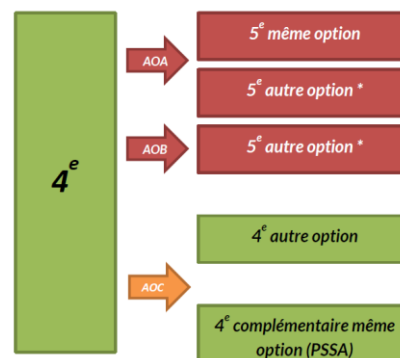 4e
AOA
5e même option
5e autre option *
AOB
5e autre option *
AOC
4e autre option
4e complémentaire même
option (PSSA)